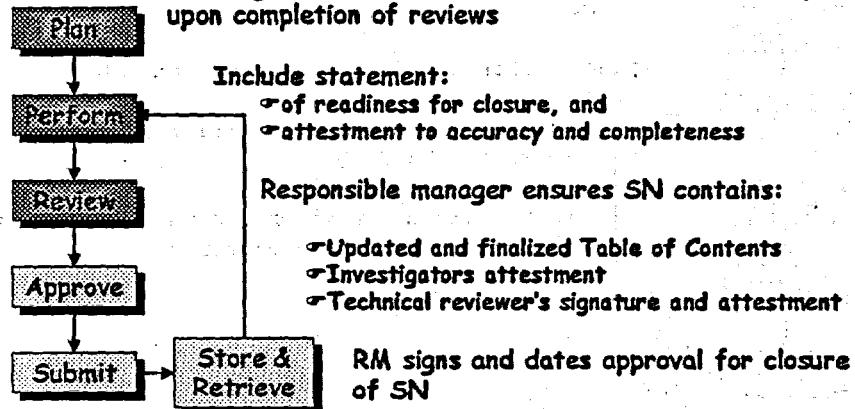 Plan
upon completion of reviews
Include statement:
☞of readiness for closure, and
Perform
☞attestment to accuracy and completeness
Review
Responsible manager ensures SN contains:
☞Updated and finalized Table of Contents
☞Investigators attestment
Approve
☞Technical reviewer's signature and attestment
Submit
Store &
Retrieve
RM signs and dates approval for closure
of SN